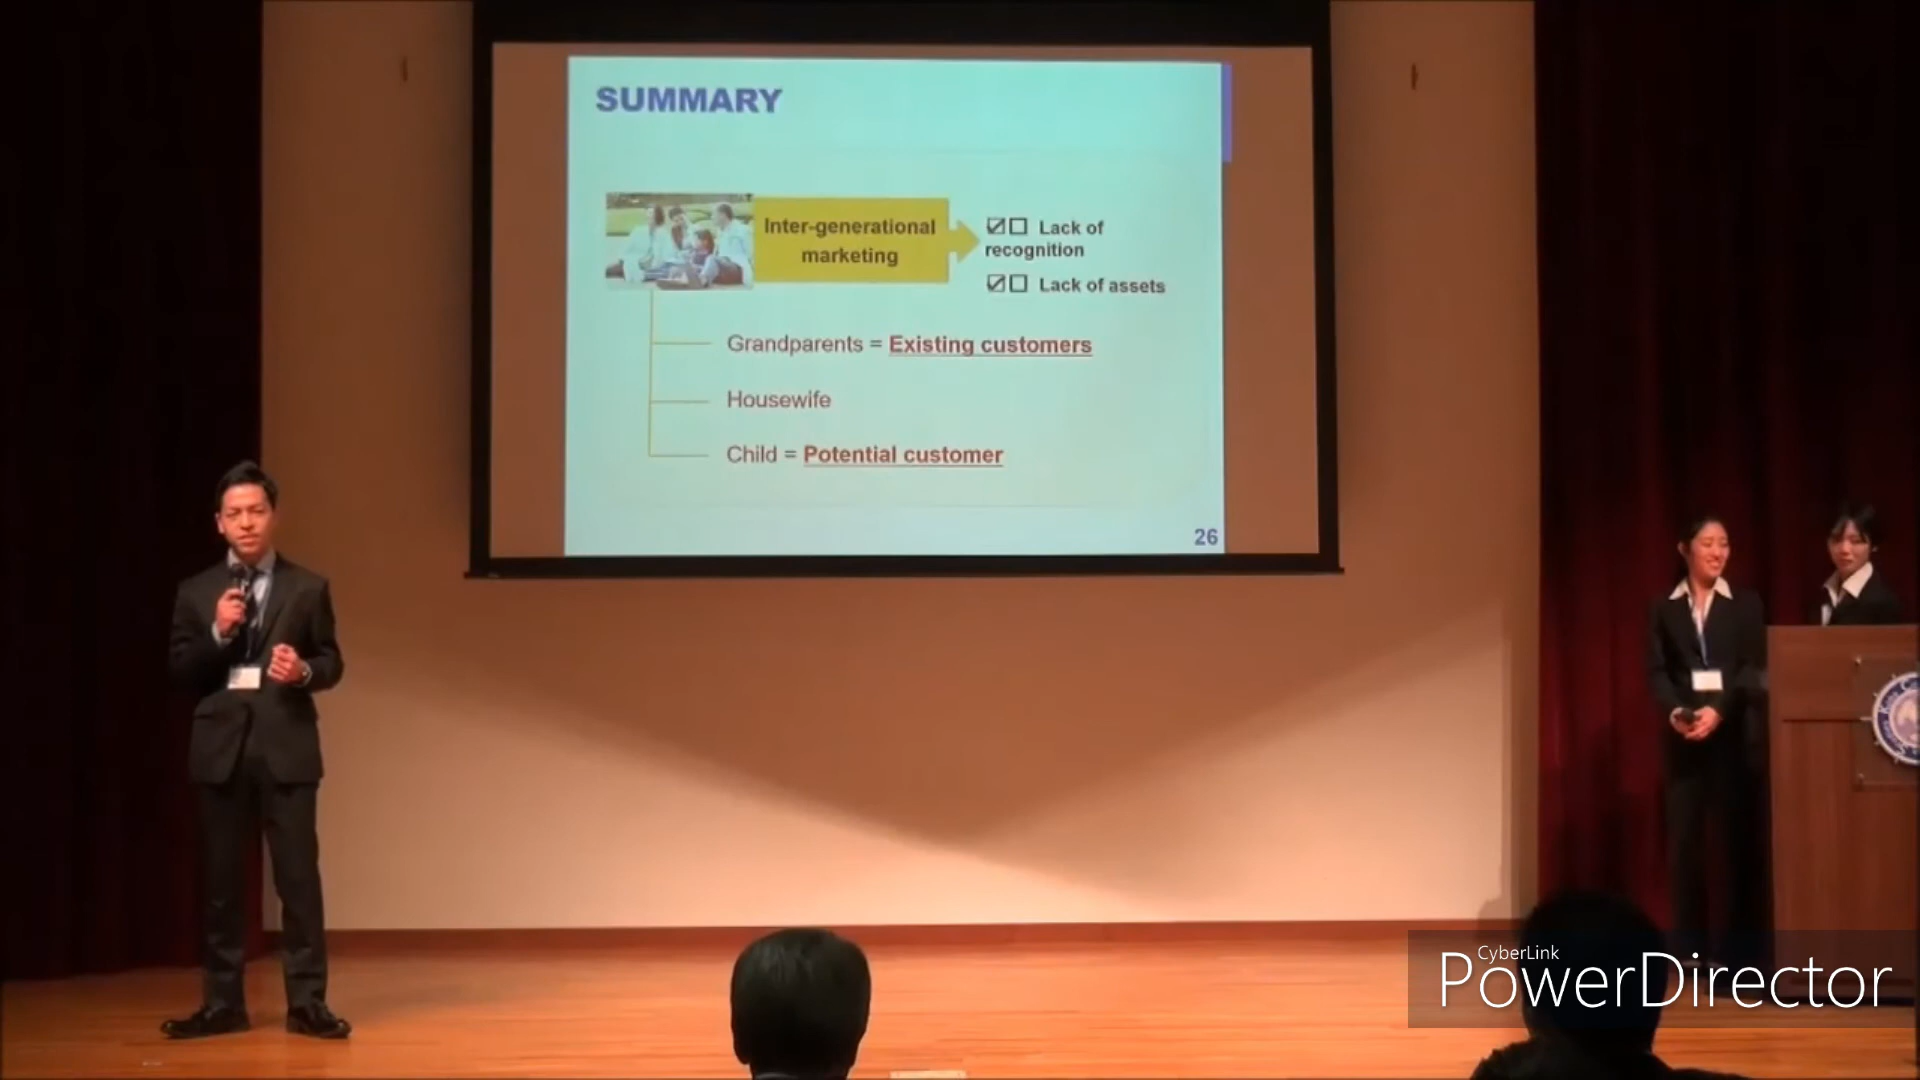 SUMMARY
Inter-generational
marketing
☑☐ Lack of
recognition
☑☐ Lack of assets
Grandparents = Existing customers
Housewife
Child = Potential customer
26
CyberLink
PowerDirector